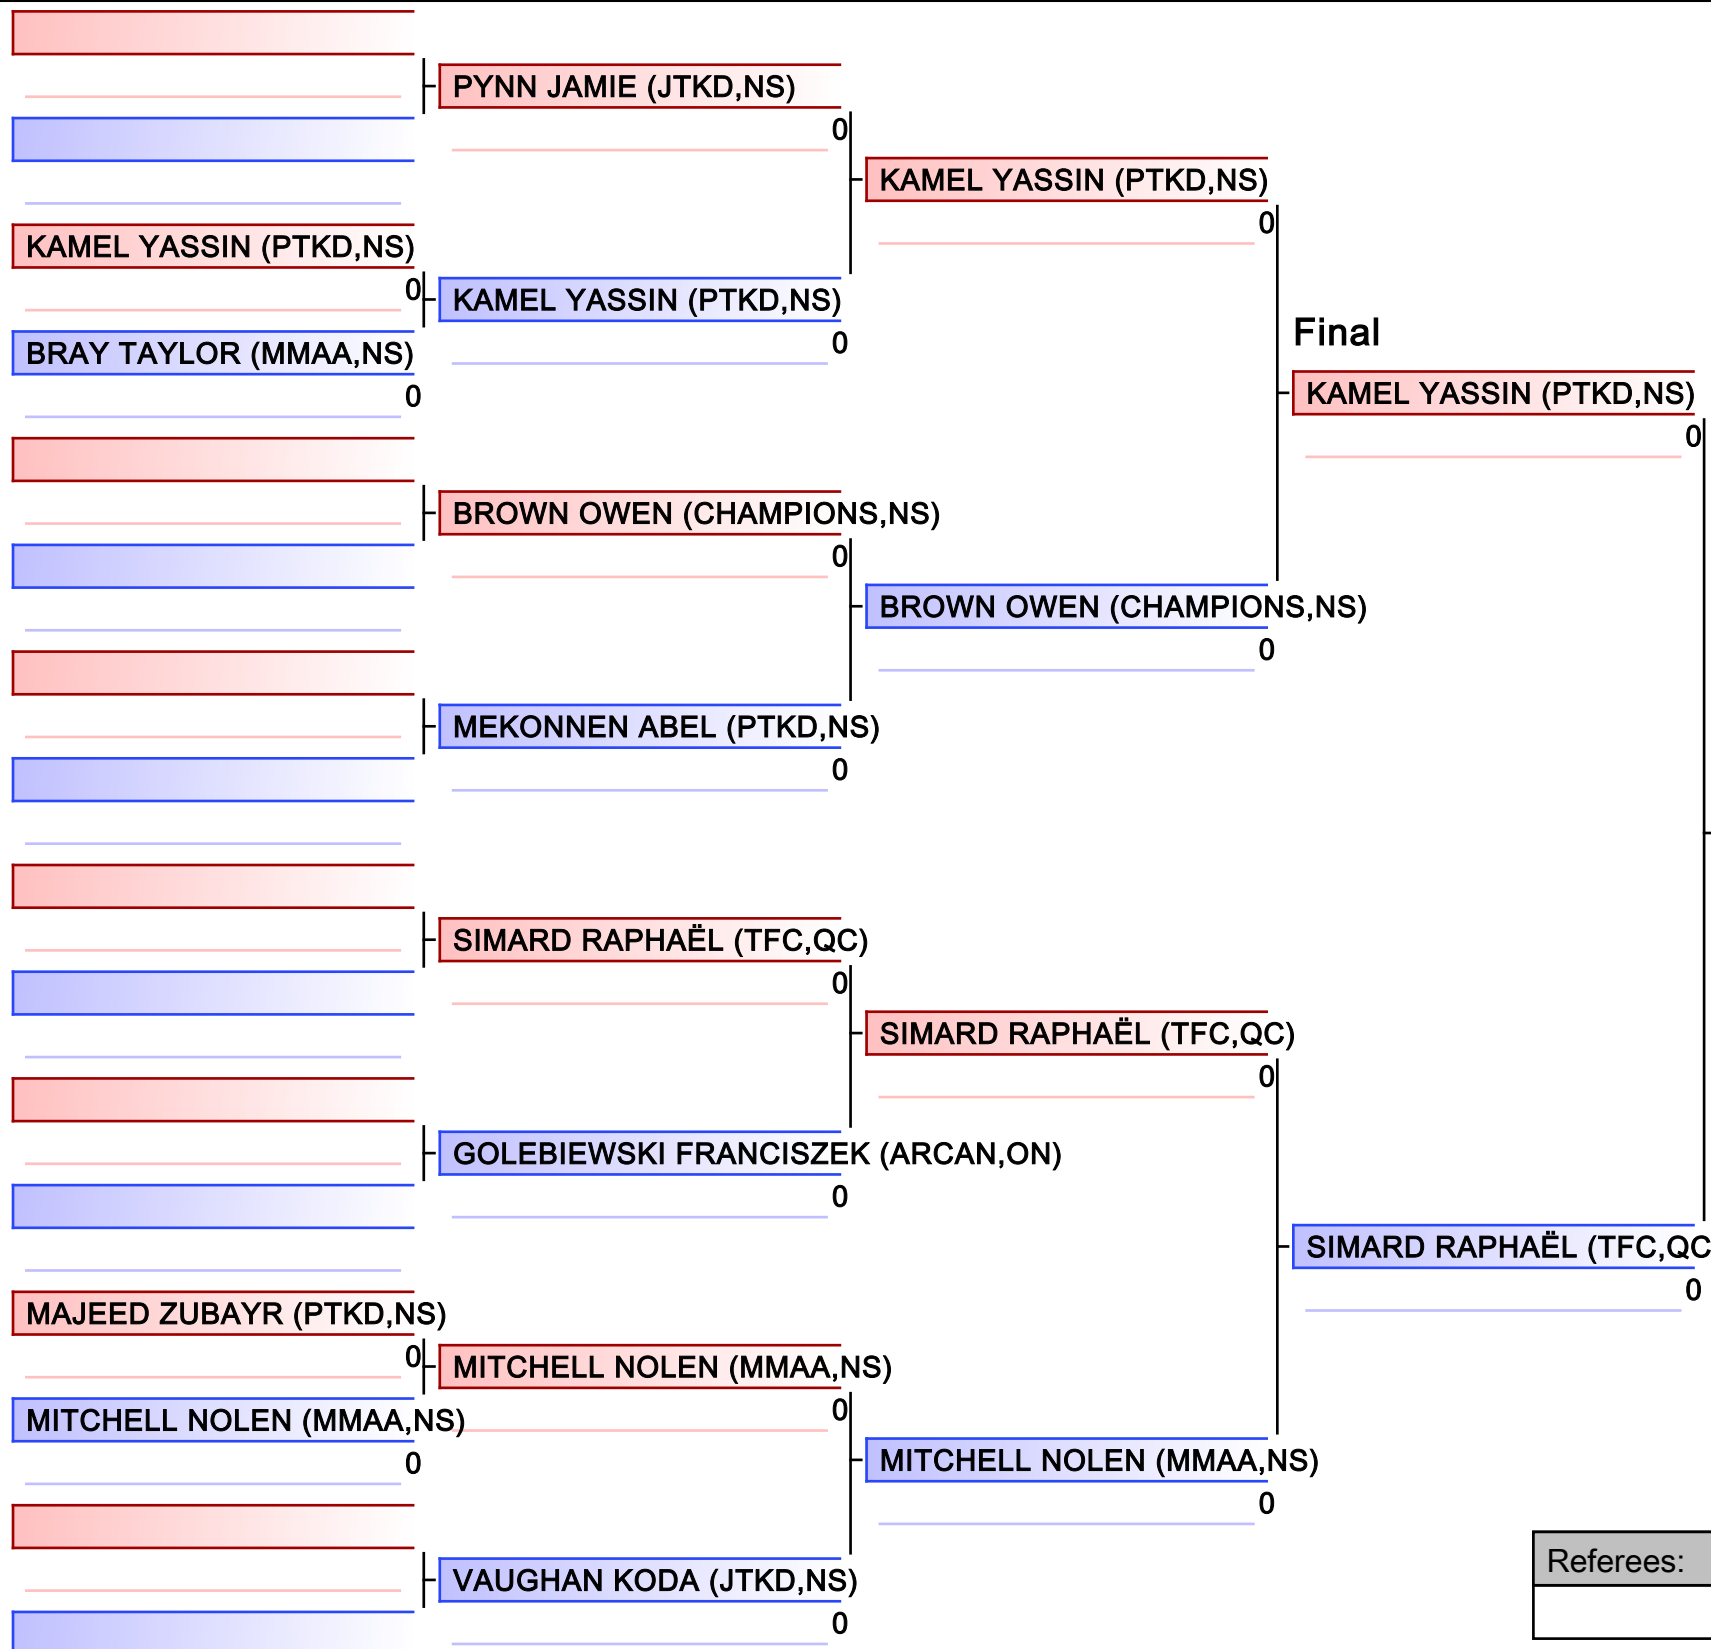 PYNN JAMIE (JTKD,NS)
0
KAMEL YASSIN (PTKD,NS)
0
KAMEL YASSIN (PTKD,NS)
0
KAMEL YASSIN (PTKD,NS)
0
Final
BRAY TAYLOR (MMAA,NS)
0
KAMEL YASSIN (PTKD,NS)
0
BROWN OWEN (CHAMPIONS,NS)
0
BROWN OWEN (CHAMPIONS,NS)
0
MEKONNEN ABEL (PTKD,NS)
0
SIMARD RAPHAËL (TFC,QC)
0
SIMARD RAPHAËL (TFC,QC)
0
GOLEBIEWSKI FRANCISZEK (ARCAN,ON)
0
SIMARD RAPHAËL (TFC,QC
0
MAJEED ZUBAYR (PTKD,NS)
0
MITCHELL NOLEN (MMAA,NS)
0
MITCHELL NOLEN (MMAA,NS)
0
MITCHELL NOLEN (MMAA,NS)
0
VAUGHAN KODA (JTKD,NS)
0
Referees: